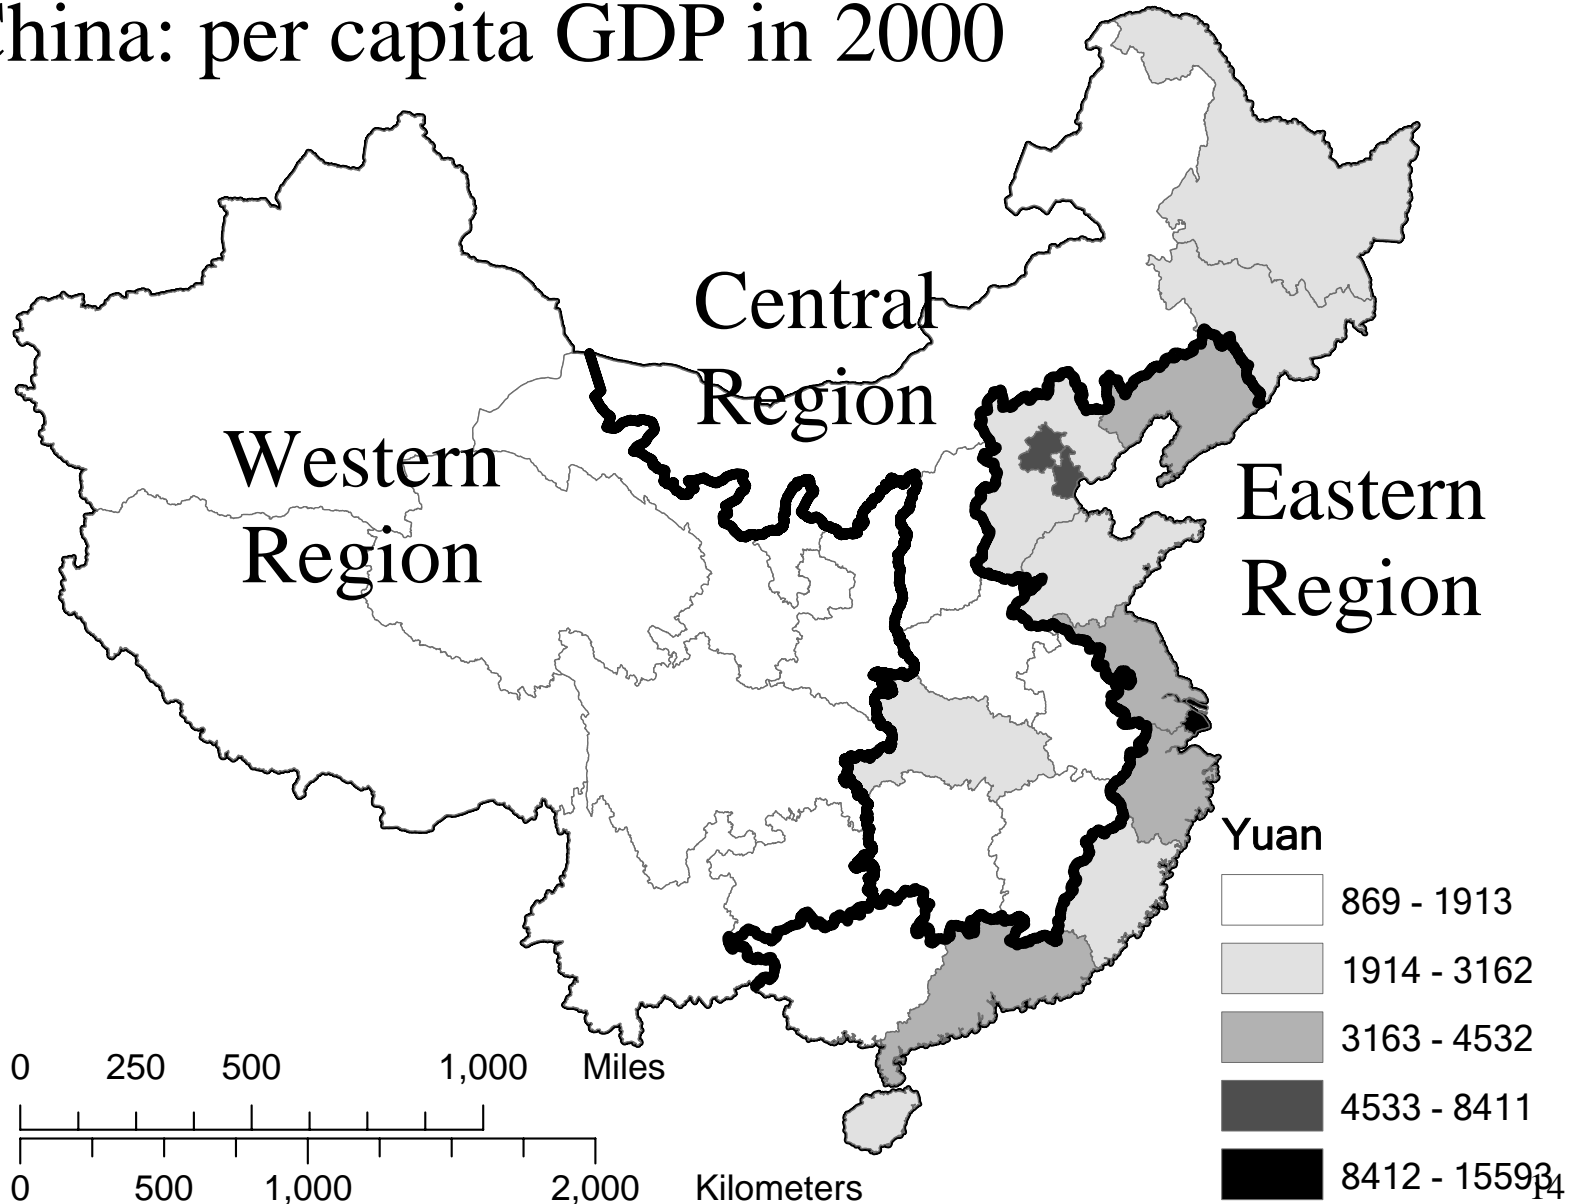 China: per capita GDP in 2000
Central
Region
Western
Region
Eastern
Region
Yuan
869 - 1913
1914 - 3162
3163 - 4532
4533 - 8411
8412 - 15593
0 250 500 1,000 Miles
0 500 1,000 2,000 Kilometers
14